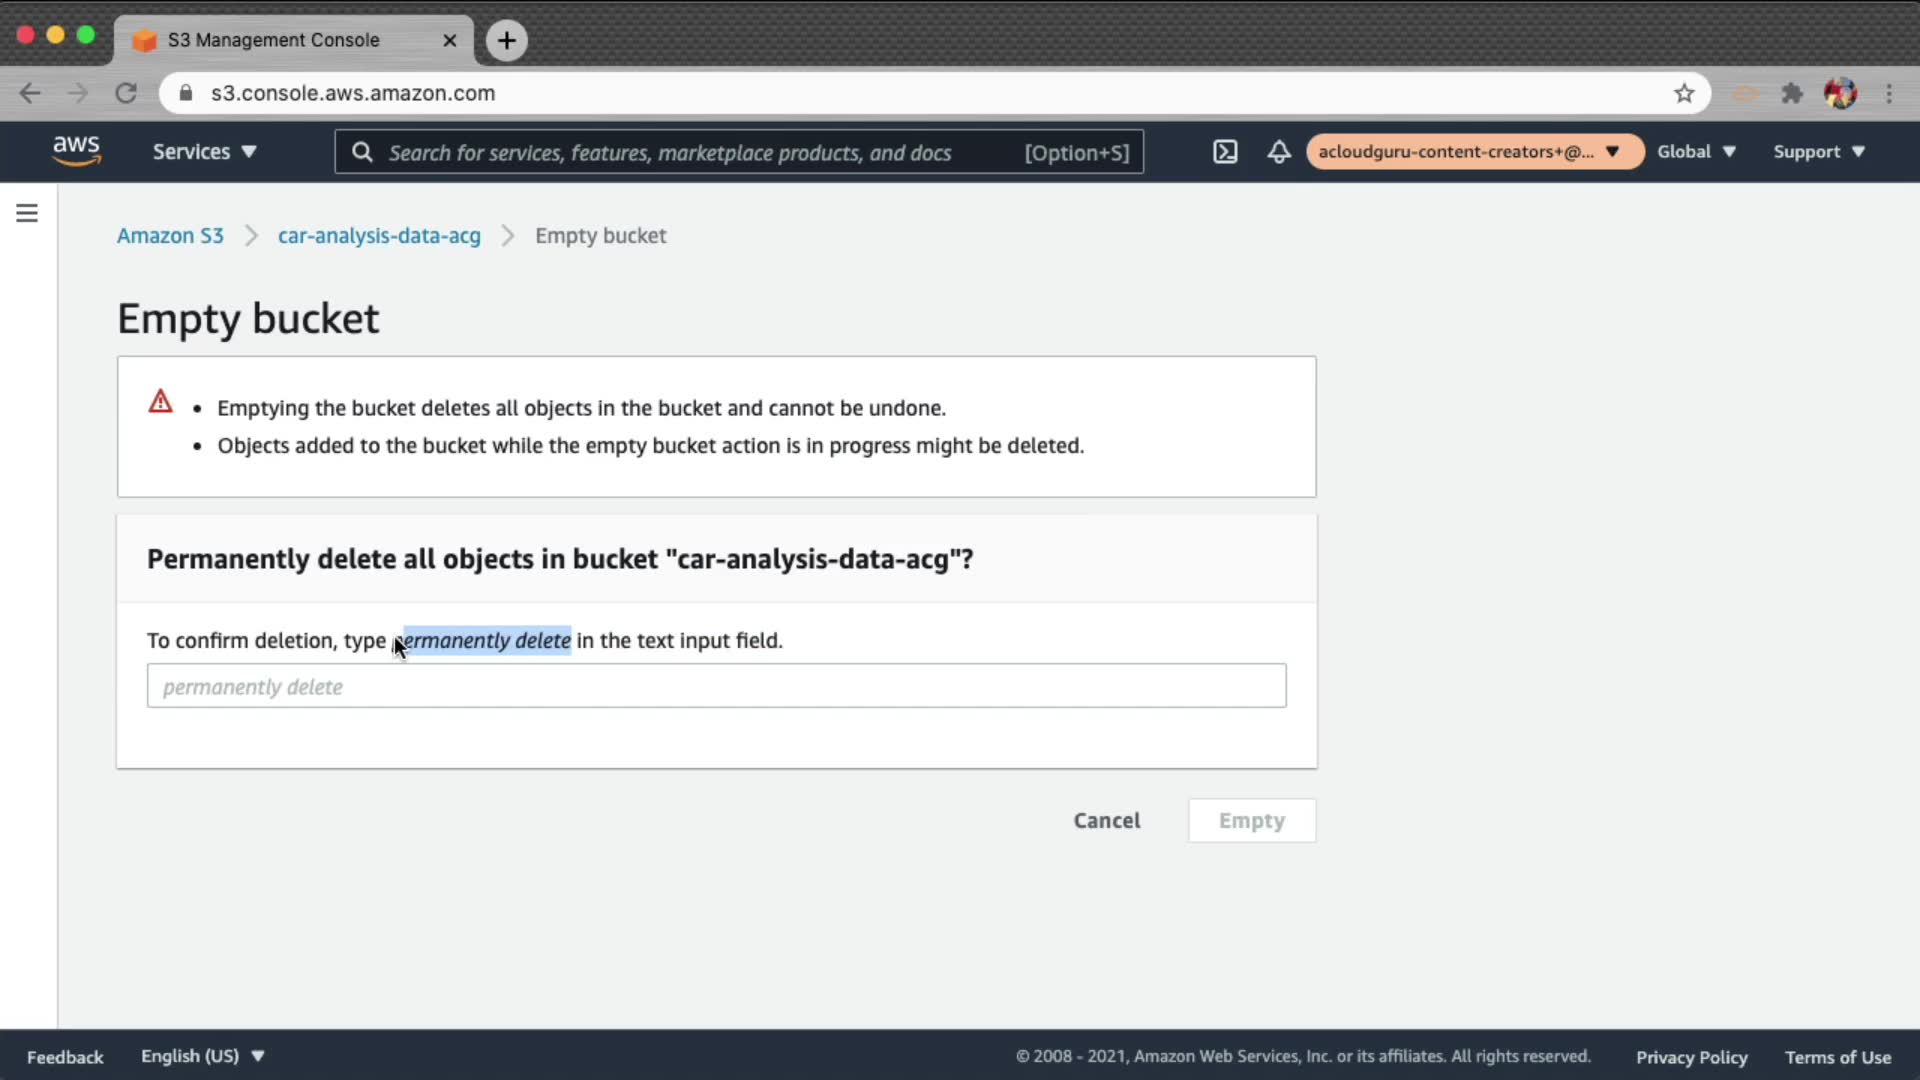 S3 Management Console
s3.console.aws.amazon.com
aws
Services
Search for services, features, marketplace products, and docs
[Option+S]
acloudguru-content-creators+@...
Global
Support
Amazon S3
car-analysis-data-acg
Empty bucket
Empty bucket
Emptying the bucket deletes all objects in the bucket and cannot be undone.
Objects added to the bucket while the empty bucket action is in progress might be deleted.
Permanently delete all objects in bucket "car-analysis-data-acg"?
To confirm deletion, type permanently delete in the text input field.
permanently delete
Cancel
Empty
Feedback
English (US)
© 2008 - 2021, Amazon Web Services, Inc. or its affiliates. All rights reserved.
Privacy Policy
Terms of Use